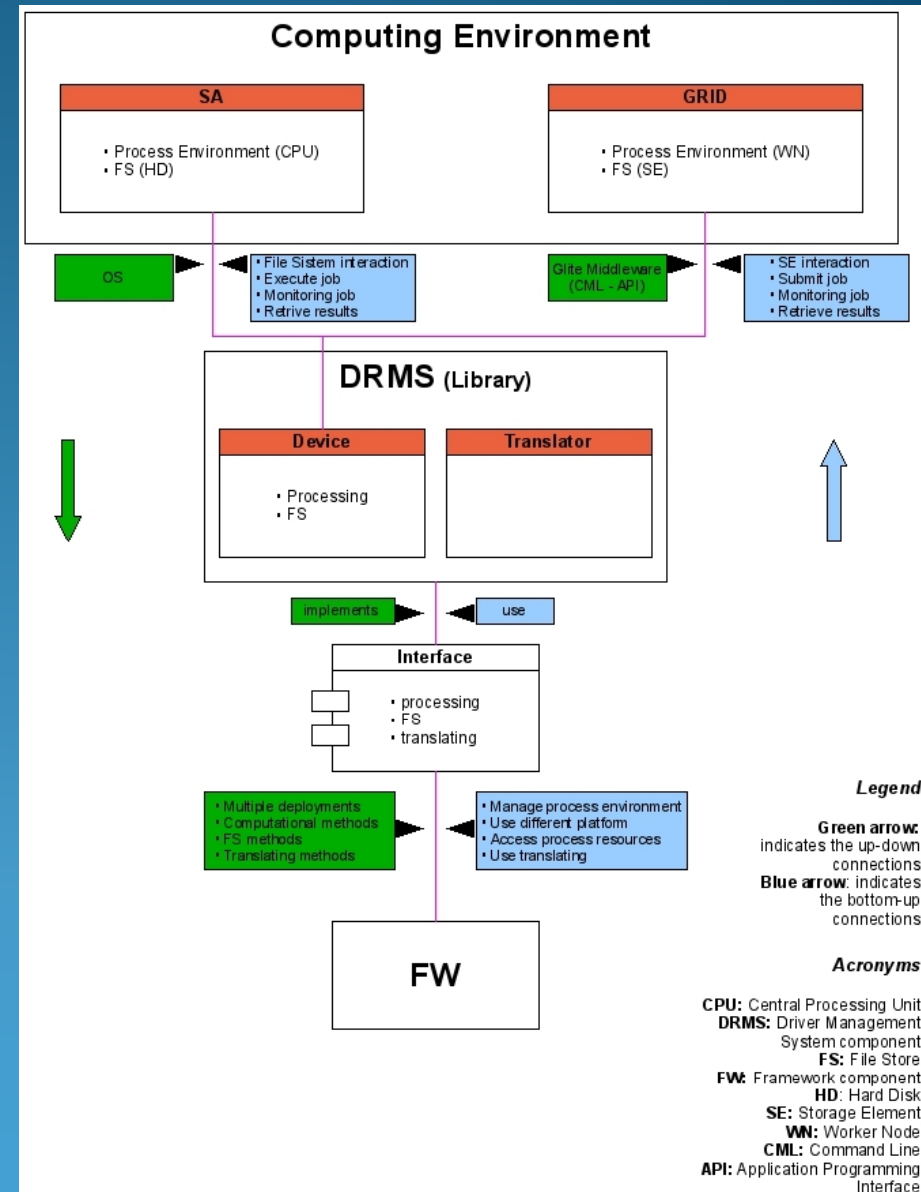 Computing Environment
SA
• Process Environment (CPU)
• FS (HD)
GRID
• Process Environment (WN)
• FS (SE)
OS
• File Sistem interaction
• Execute job
• Monitoring job
• Retrive results
Glite Middleware
(CML - API)
• SE interaction
• Submit job
• Monitoring job
• Retrieve results
DRMS (Library)
Device
• Processing
• FS
Translator
implements
use
Interface
• processing
• FS
• translating
• Multiple deployments
• Computational methods
• FS methods
• Translating methods
• Manage process environment
• Use different platform
• Access process resources
• Use translating
FW
Legend
Green arrow:
indicates the up-down
connections
Blue arrow: indicates
the bottom-up
connections
Acronyms
CPU: Central Processing Unit
DRMS: Driver Management
System component
FS: File Store
FW: Framework component
HD: Hard Disk
SE: Storage Element
WN: Worker Node
CML: Command Line
API: Application Programming
Interface